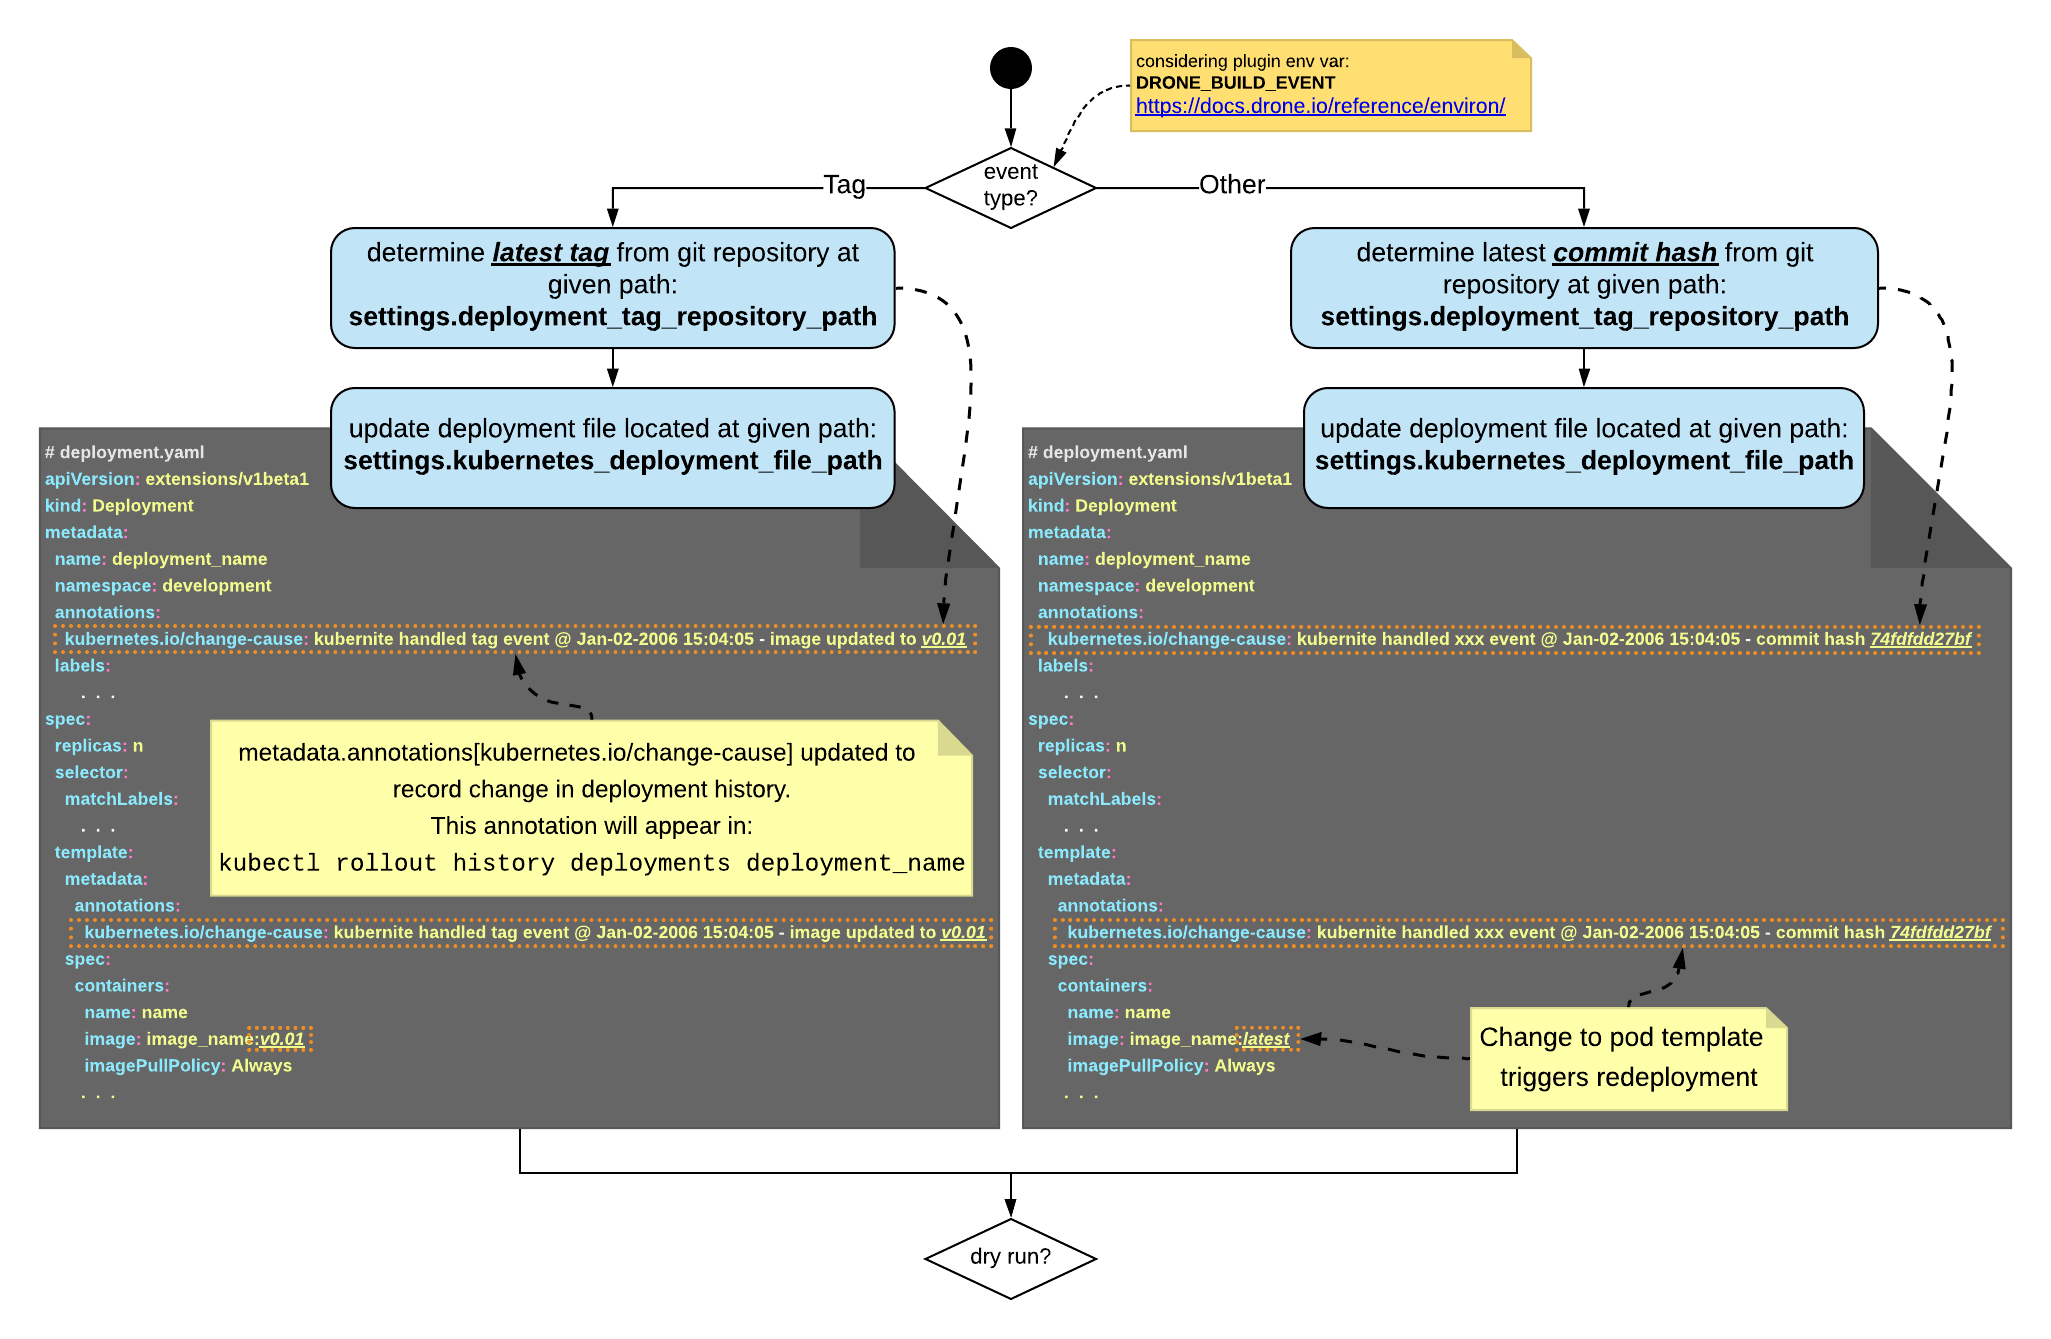 considering plugin env var:
DRONE_BUILD_EVENT
https://docs.drone.io/reference/environ/
event
type?
Tag
Other
determine latest tag from git repository at
given path:
settings.deployment_tag_repository_path
determine latest commit hash from git
repository at given path:
settings.deployment_tag_repository_path
update deployment file located at given path:
settings.kubernetes_deployment_file_path
update deployment file located at given path:
settings.kubernetes_deployment_file_path
# deployment.yaml
apiVersion: extensions/v1beta1
kind: Deployment
metadata:
name: deployment_name
namespace: development
annotations:
kubernetes.io/change-cause: kubernite handled tag event @ Jan-02-2006 15:04:05 - image updated to v0.01
labels:
. . .
spec:
replicas: n
selector:
matchLabels:
. . .
template:
metadata:
annotations:
kubernetes.io/change-cause: kubernite handled tag event @ Jan-02-2006 15:04:05 - image updated to v0.01
spec:
containers:
name: name
image: image_name:v0.01
imagePullPolicy: Always
. . .
metadata.annotations[kubernetes.io/change-cause] updated to
record change in deployment history.
This annotation will appear in:
kubectl rollout history deployments deployment_name
# deployment.yaml
apiVersion: extensions/v1beta1
kind: Deployment
metadata:
name: deployment_name
namespace: development
annotations:
kubernetes.io/change-cause: kubernite handled xxx event @ Jan-02-2006 15:04:05 - commit hash 74fdfdd27bf
labels:
. . .
spec:
replicas: n
selector:
matchLabels:
. . .
template:
metadata:
annotations:
kubernetes.io/change-cause: kubernite handled xxx event @ Jan-02-2006 15:04:05 - commit hash 74fdfdd27bf
spec:
containers:
name: name
image: image_name:latest
imagePullPolicy: Always
. . .
Change to pod template
triggers redeployment
dry run?